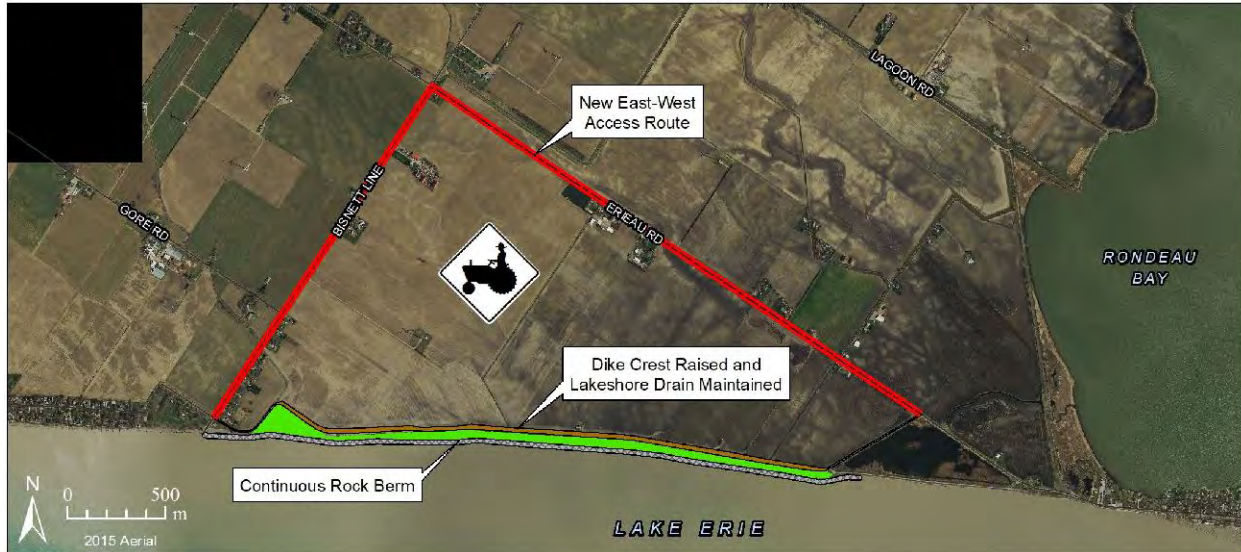 LAGOON RD
New East-West
Access Route
BISNETT LINE
GORE RD
ERIEAU RD
RONDEAU
BAY
Dike Crest Raised and
Lakeshore Drain Maintained
Continuous Rock Berm
N
0 500
m
2015 Aerial
LAKE ERIE